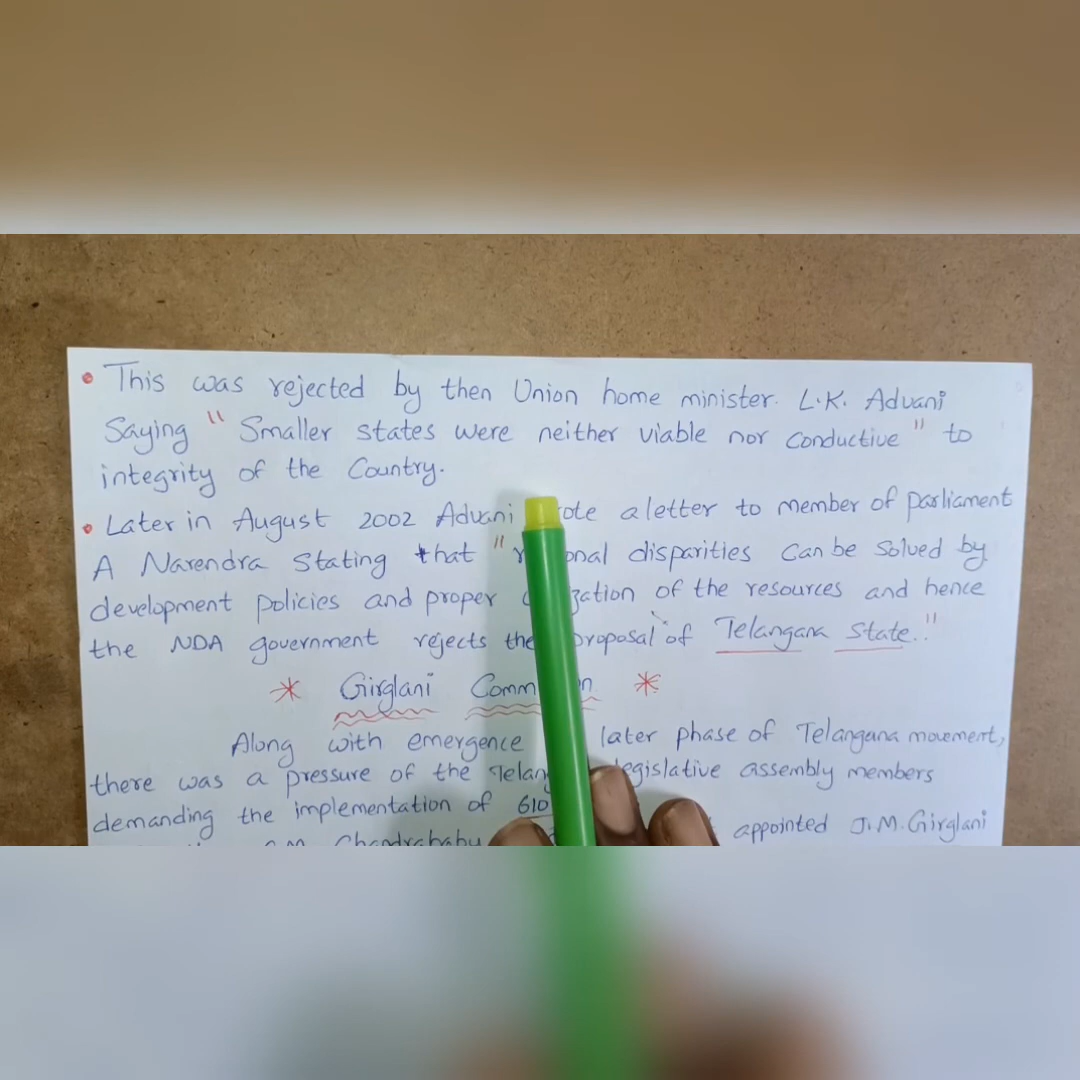 • This was rejected by then Union home minister. L.K. Advani
Saying " Smaller states were neither viable nor conductive " to
integrity of the Country.
• Later in August 2002 Advani a letter to member of parliament
A Narendra stating that " disparities can be solved by
development policies and proper of the resources and hence
the NDA government rejects the proposal of Telangana State.."
* Girglani *
Along with emergence later phase of Telangana movement,
there was a pressure of the legislative assembly members
demanding the implementation of 610
appointed J.M. Girglani
Chandrababu